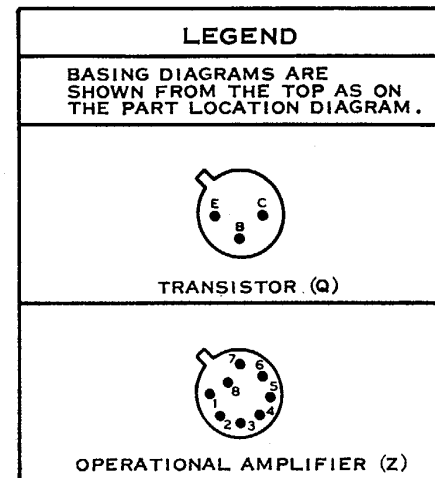 LEGEND
BASING DIAGRAMS ARE
SHOWN FROM THE TOP AS ON
THE PART LOCATION DIAGRAM.
E C
B
TRANSISTOR (Q)
7 6
8 5
1 2 3 4
OPERATIONAL AMPLIFIER (Z)